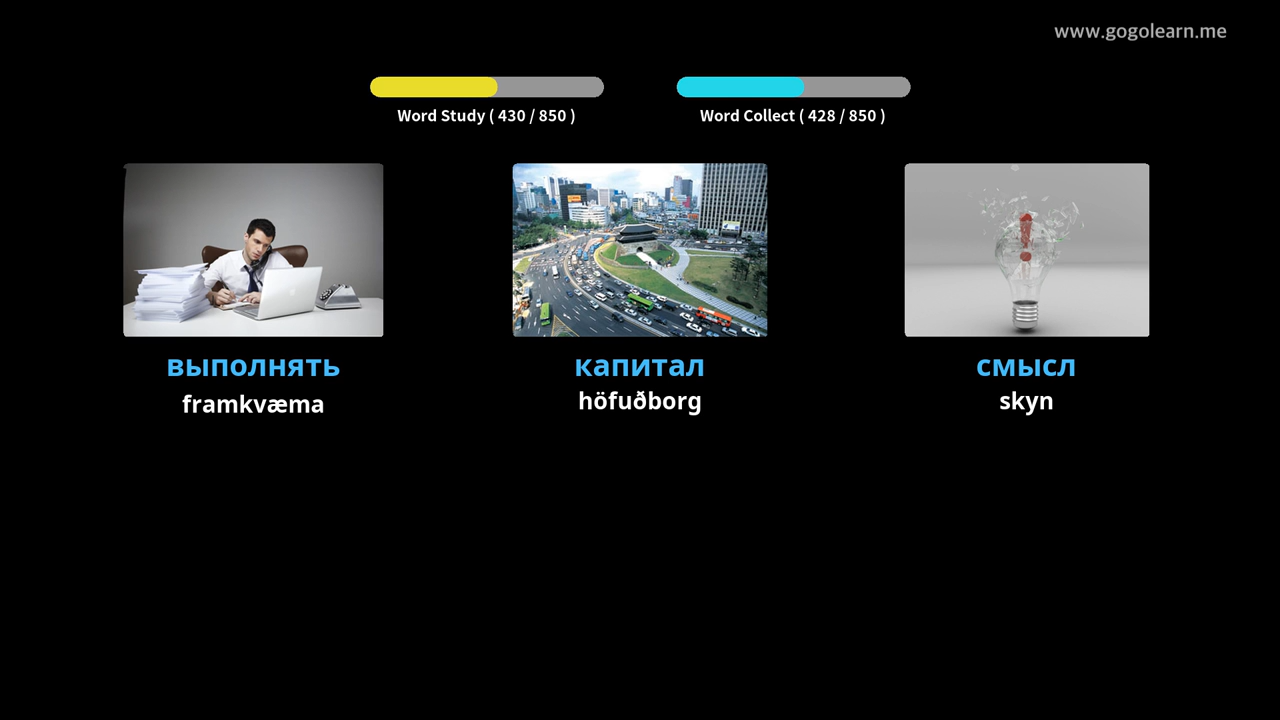 www.gogolearn.me
Word Study ( 430 / 850 )
Word Collect ( 428 / 850 )
выполнять
framkvæma
капитал
höfuðborg
смысл
skyn